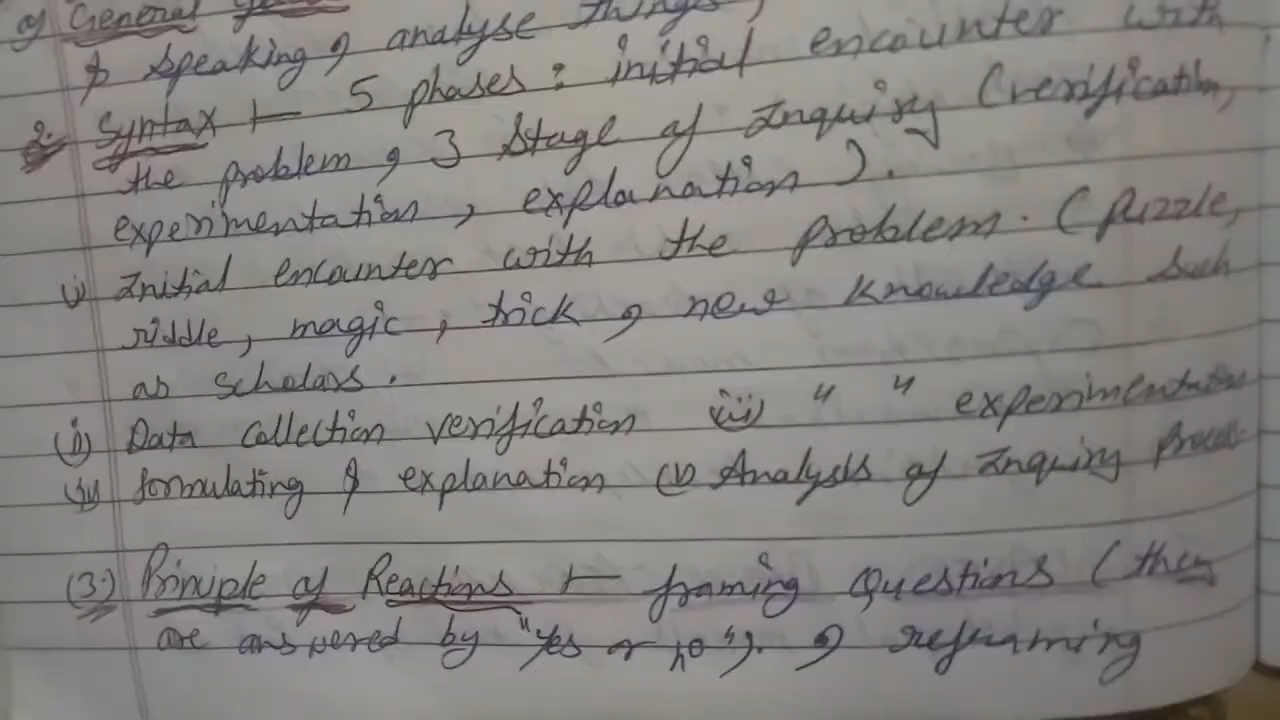 of General
& Speaking, analyse things,
2. Syntax :- 5 phases : initial encounter with
the problem, 3 Stage of Inquiry (verification,
experimentation, explanation).
(i) Initial encounter with the problem. (puzzle,
riddle, magic, trick, new knowledge such
as scholars.
(ii) Data collection verification (iii) " " experimentation
(iv) formulating & explanation (v) Analysis of Inquiry process
(3.) Principle of Reactions :- framing Questions (they
are answered by "yes or no"). , reframing